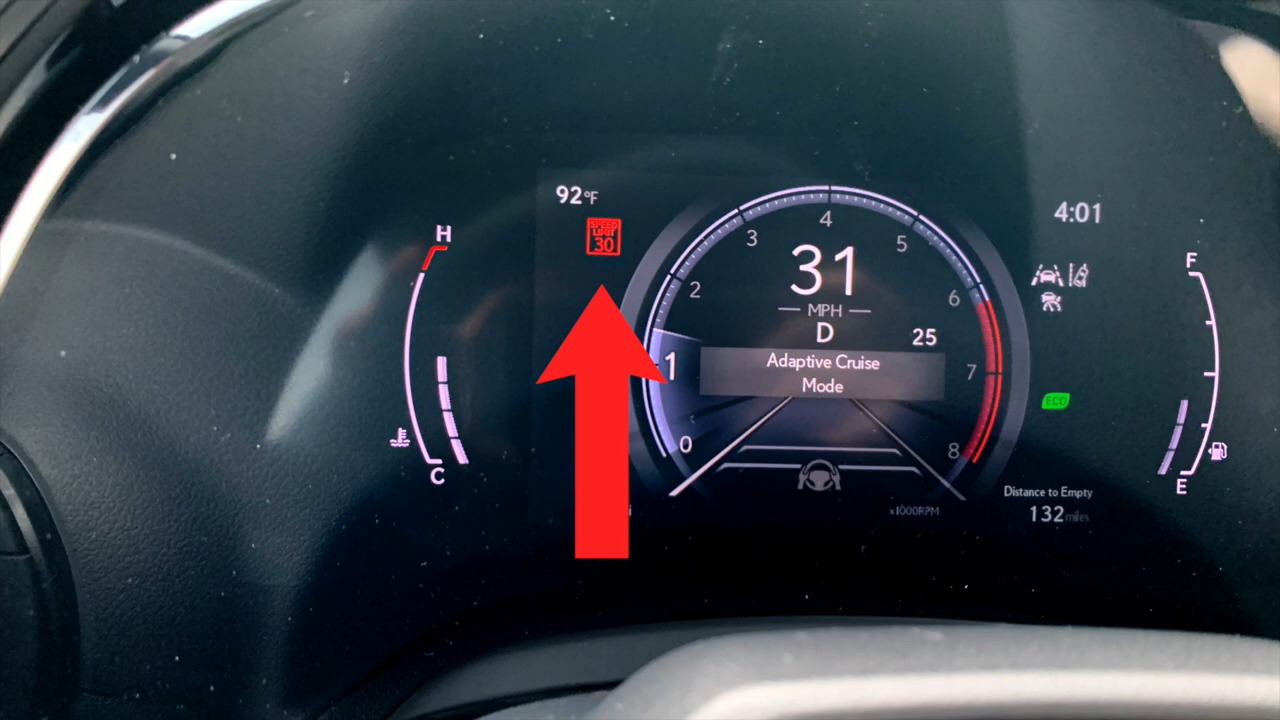 92°F
SPEED
LIMIT
30
H
C
0
1
2
3
4
5
6
7
8
31
MPH
D
25
Adaptive Cruise
Mode
x1000RPM
4:01
ECO
F
E
Distance to Empty
132 miles